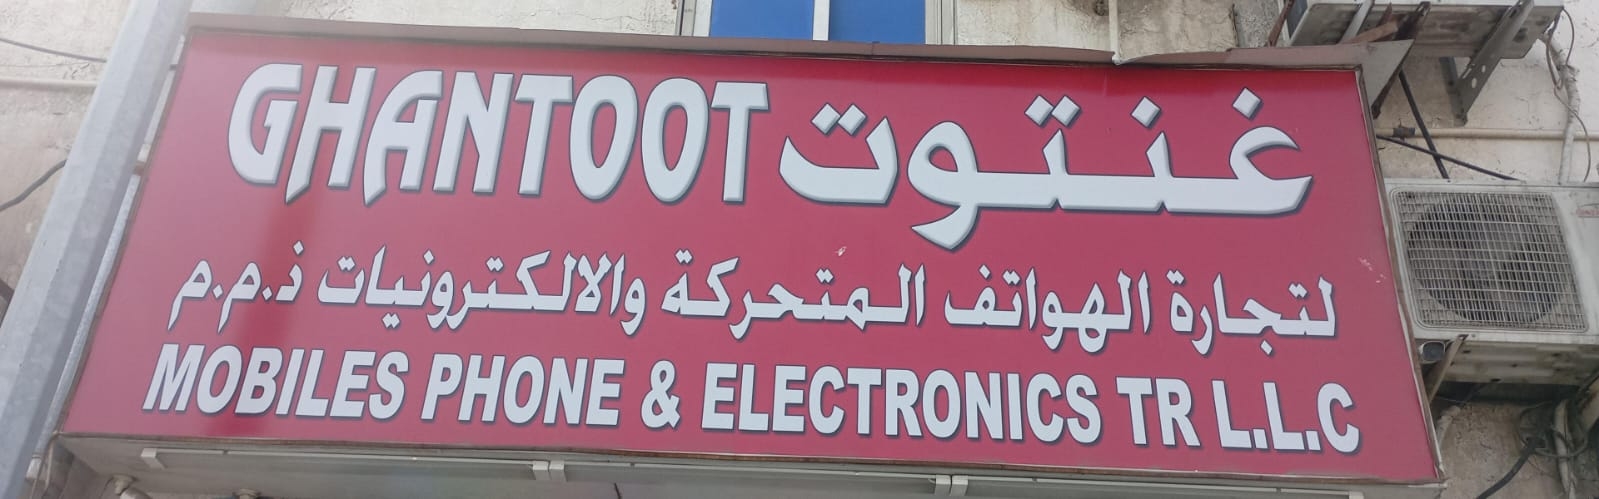 GHANTOOT غنتوت
لتجارة الهواتف المتحركة والالكترونيات ذ.م.م
MOBILES PHONE & ELECTRONICS TR L.L.C